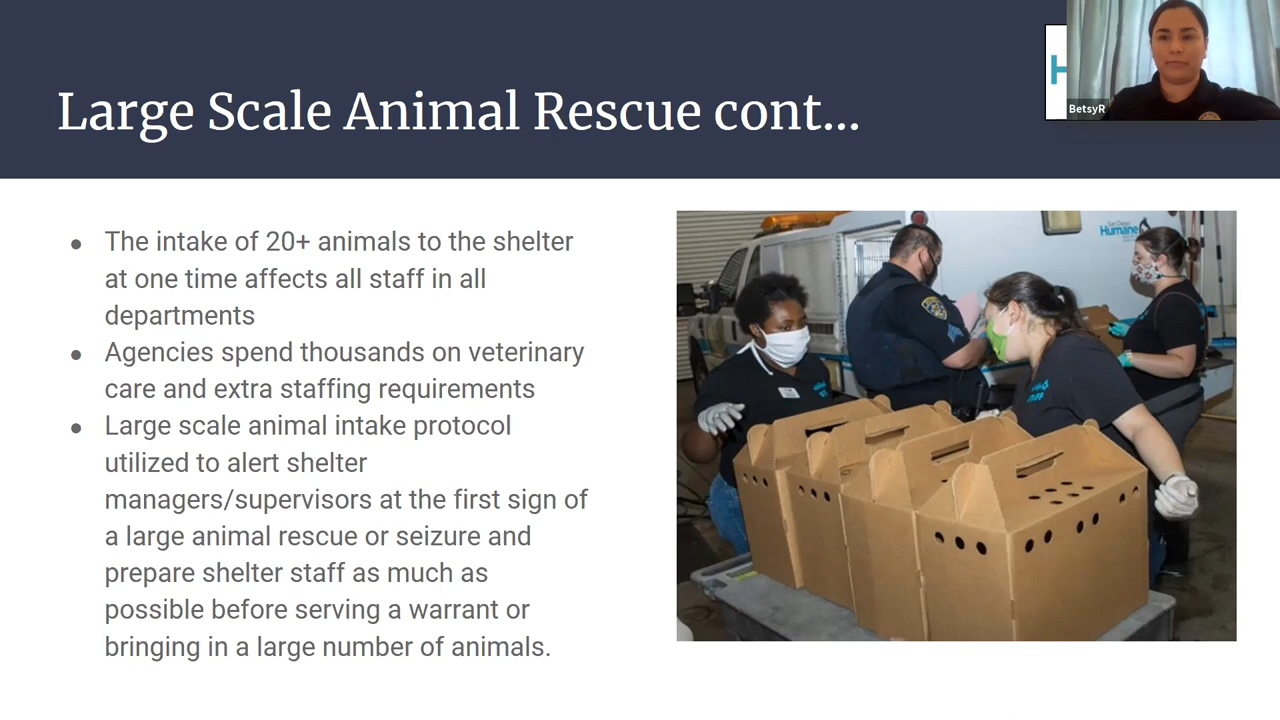 Large Scale Animal Rescue cont...
H
BetsyR
● The intake of 20+ animals to the shelter
at one time affects all staff in all
departments
● Agencies spend thousands on veterinary
care and extra staffing requirements
● Large scale animal intake protocol
utilized to alert shelter
managers/supervisors at the first sign of
a large animal rescue or seizure and
prepare shelter staff as much as
possible before serving a warrant or
bringing in a large number of animals.
San Diego
Humane